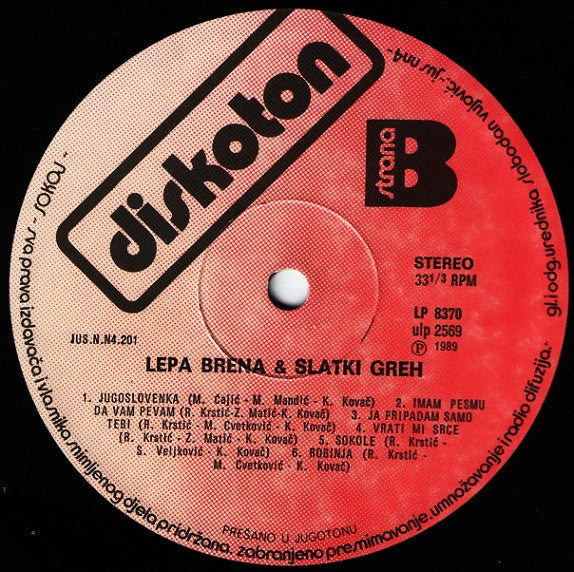 diskoton
strana
B
STEREO
33 1/3 RPM
LP 8370
ulp 2569
Ⓟ 1989
JUS.N.N4.201
LEPA BRENA & SLATKI GREH
1. JUGOSLOVENKA (M. Cajić - M. Mandić - K. Kovač) 2. IMAM PESMU
DA VAM PEVAM (R. Krstić-Z. Matić-K. Kovač) 3. JA PRIPADAM SAMO
TEBI (R. Krstić - M. Cvetković - K. Kovač) 4. VRATI MI SRCE
(R. Krstić - Z. Matić - K. Kovač) 5. SOKOLE (R. Krstić -
S. Veljković - K. Kovač) 6. ROBINJA (R. Krstić -
M. Cvetković - K. Kovač)
PREŠANO U JUGOTONU
- SOKOJ - sva prava izdavača i vlasnika snimljenog djela pridržana. zabranjeno presnimavanje. umnožavanje i radio difuzija.-
gl. i odg. urednik slobodan vujović.- jus nn4-